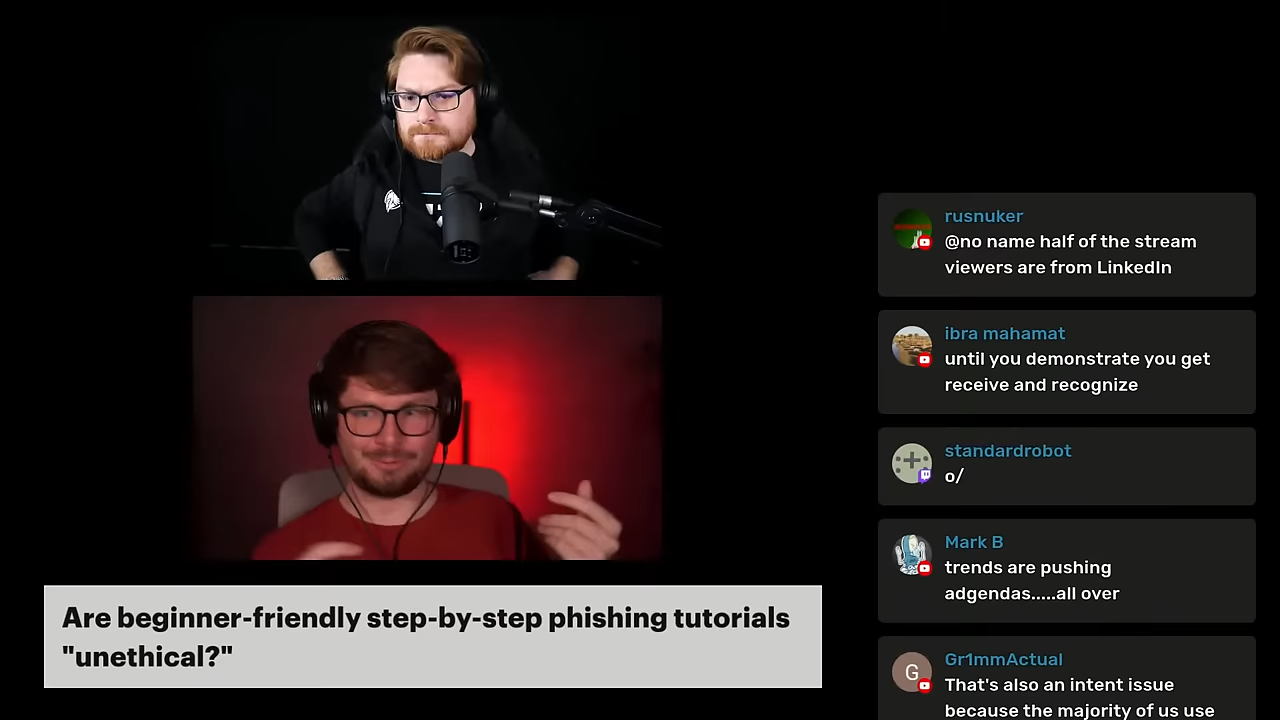 rusnuker
@no name half of the stream
viewers are from LinkedIn
ibra mahamat
until you demonstrate you get
receive and recognize
standardrobot
o/
Mark B
trends are pushing
adgendas.....all over
G
Gr1mmActual
That's also an intent issue
because the majority of us use
Are beginner-friendly step-by-step phishing tutorials
"unethical?"